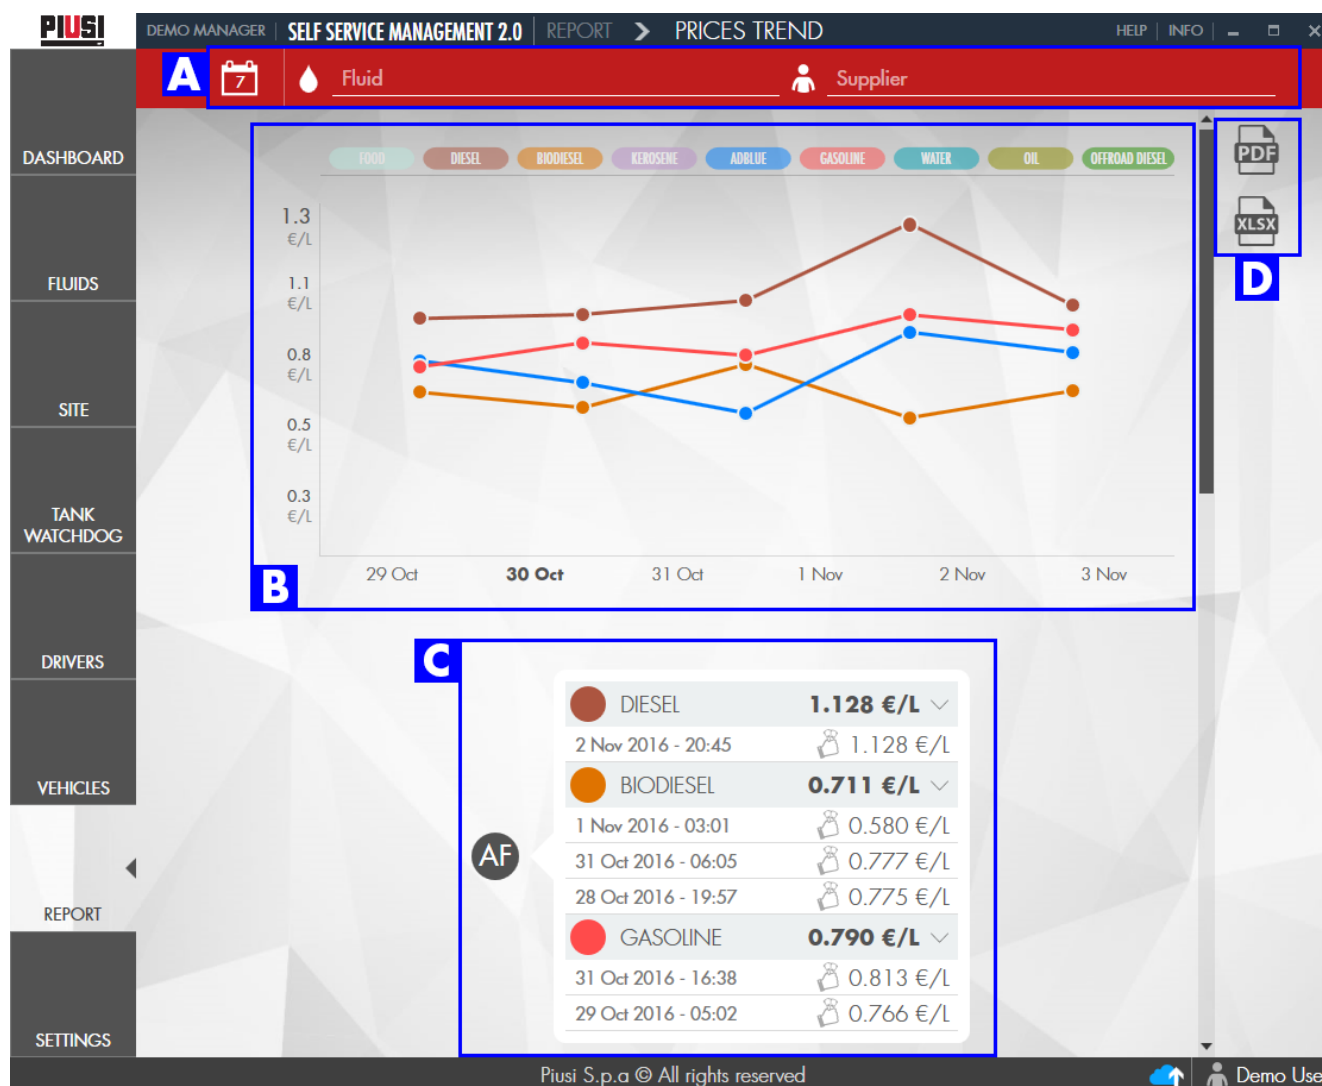 PIUSI
DEMO MANAGER SELF SERVICE MANAGEMENT 2.0 REPORT PRICES TREND HELP INFO
A 7 Fluid Supplier
DASHBOARD
FLUIDS
SITE
TANK
WATCHDOG
DRIVERS
VEHICLES
REPORT
SETTINGS
FOOD DIESEL BIODIESEL KEROSENE ADBLUE GASOLINE WATER OIL OFFROAD DIESEL
1.3
€/L
1.1
€/L
0.8
€/L
0.5
€/L
0.3
€/L
29 Oct 30 Oct 31 Oct 1 Nov 2 Nov 3 Nov
B
PDF
XLSX
D
C
AF
DIESEL 1.128 €/L
2 Nov 2016 - 20:45 1.128 €/L
BIODIESEL 0.711 €/L
1 Nov 2016 - 03:01 0.580 €/L
31 Oct 2016 - 06:05 0.777 €/L
28 Oct 2016 - 19:57 0.775 €/L
GASOLINE 0.790 €/L
31 Oct 2016 - 16:38 0.813 €/L
29 Oct 2016 - 05:02 0.766 €/L
Piusi S.p.a © All rights reserved Demo Use